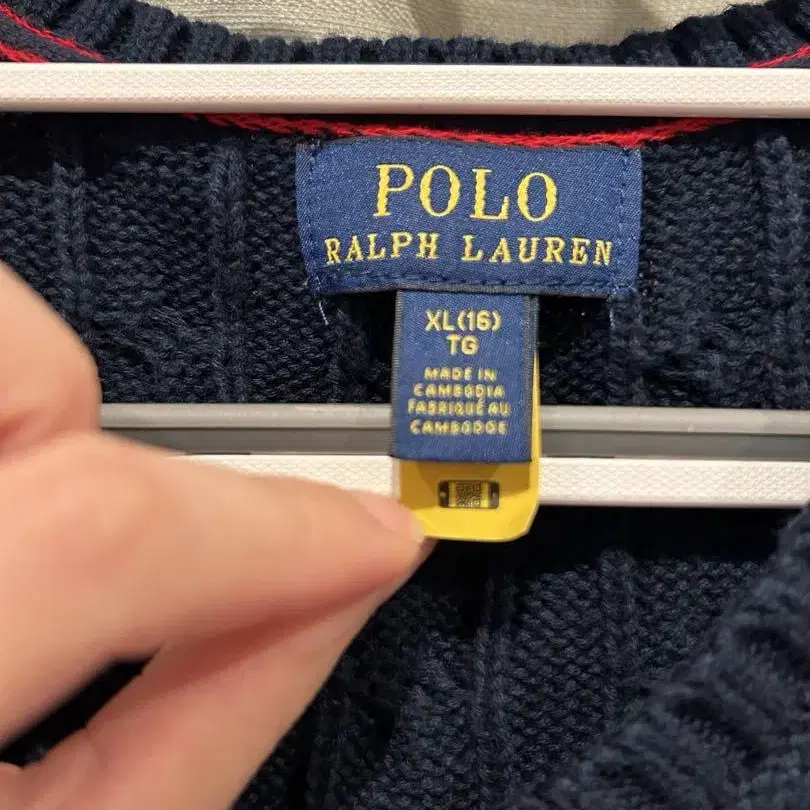 POLO
RALPH LAUREN
XL(16)
TG
MADE IN
CAMBODIA
FABRIQUÉ AU
CAMBODGE